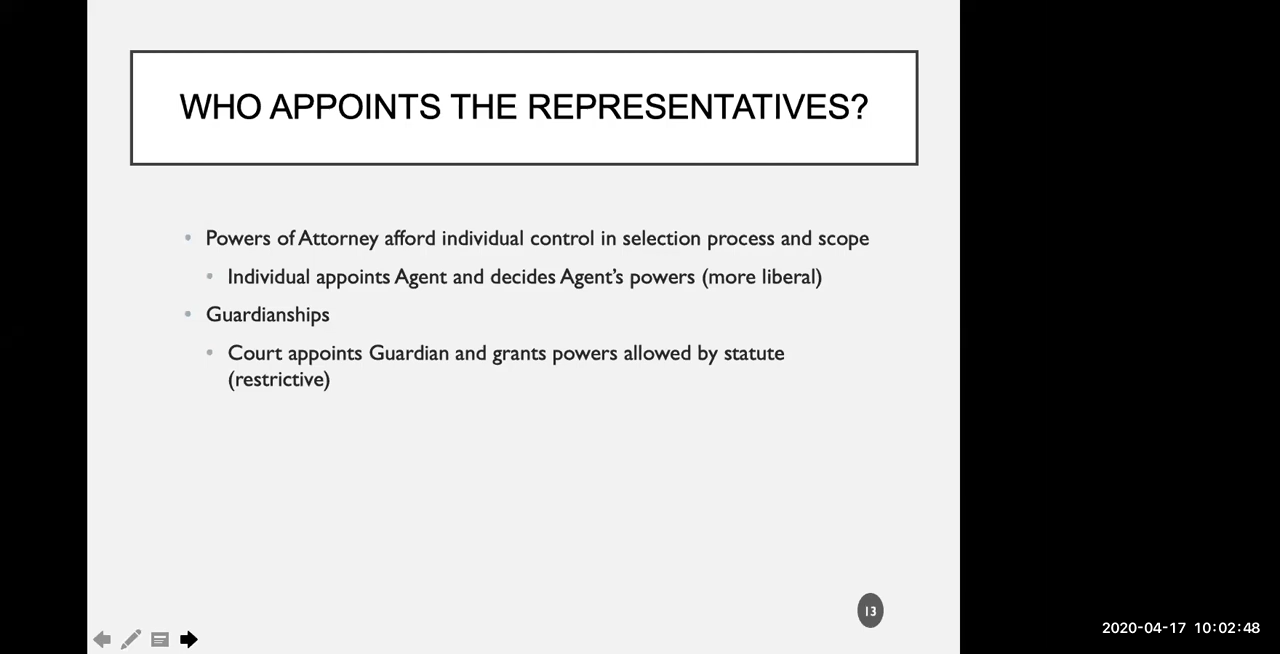 WHO APPOINTS THE REPRESENTATIVES?
• Powers of Attorney afford individual control in selection process and scope
• Individual appoints Agent and decides Agent’s powers (more liberal)
• Guardianships
• Court appoints Guardian and grants powers allowed by statute
(restrictive)
13
2020-04-17 10:02:48